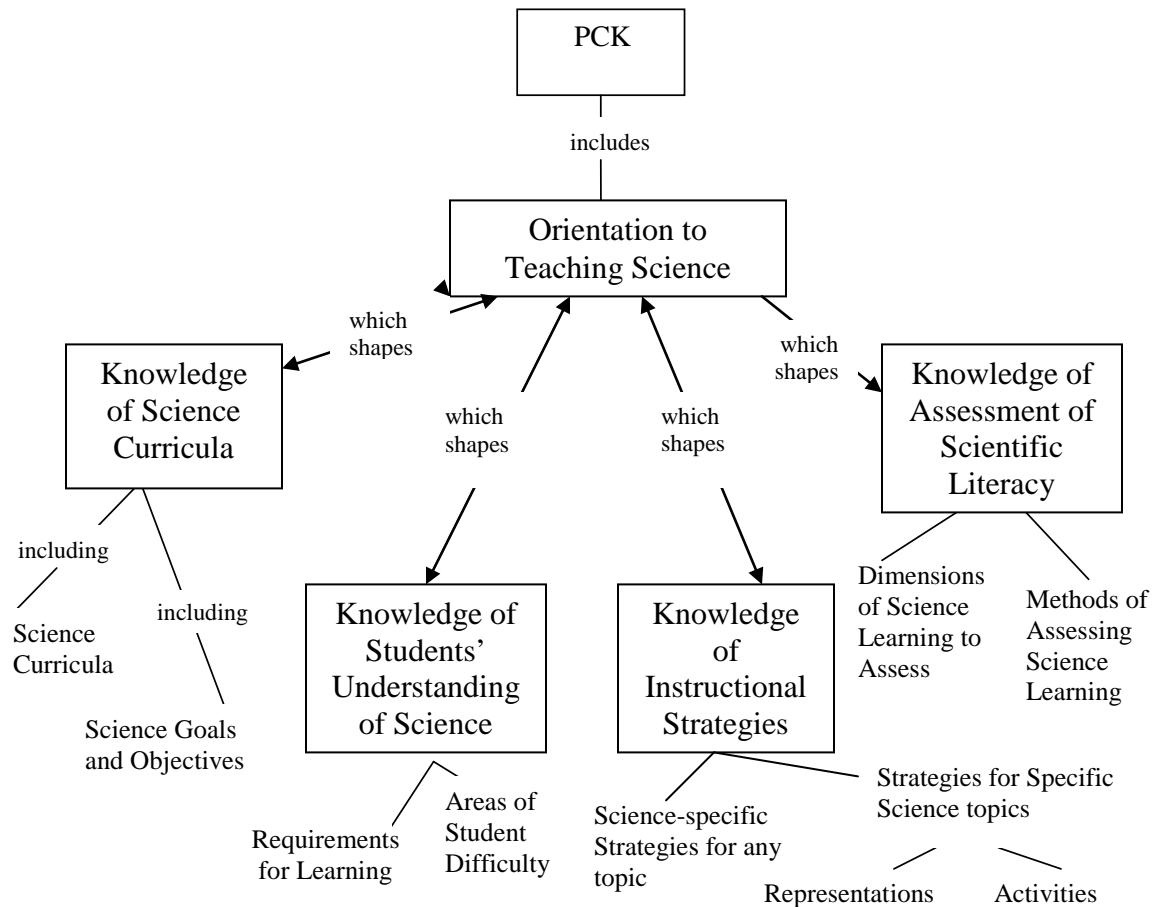 PCK
includes
Orientation to
Teaching Science
which
shapes
which
shapes
which
shapes
which
shapes
Knowledge
of Science
Curricula
Knowledge of
Assessment of
Scientific
Literacy
including
including
Science
Curricula
Science Goals
and Objectives
Knowledge of
Students’
Understanding
of Science
Knowledge
of
Instructional
Strategies
Dimensions
of Science
Learning to
Assess
Methods of
Assessing
Science
Learning
Requirements
for Learning
Areas of
Student
Difficulty
Science-specific
Strategies for any
topic
Strategies for Specific
Science topics
Representations
Activities